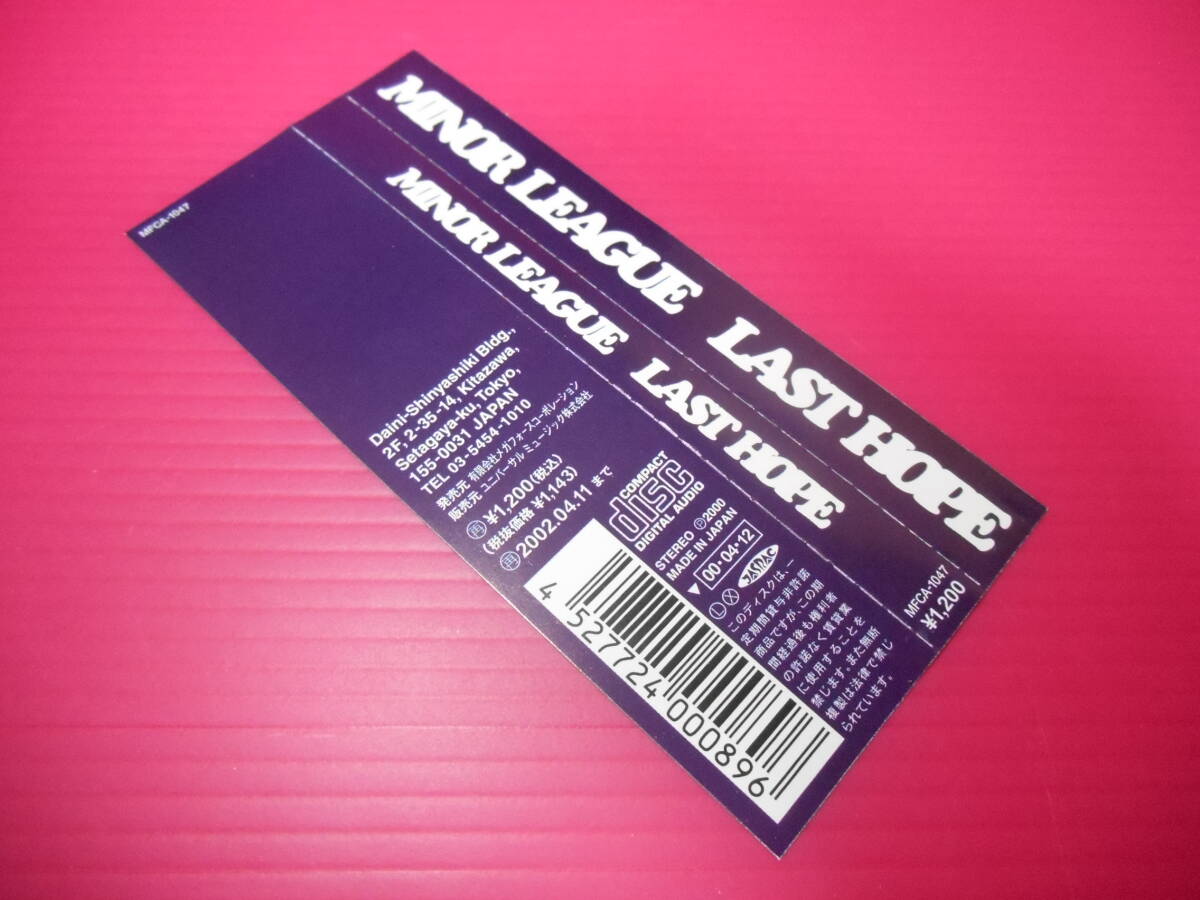 MINOR LEAGUE LAST HOPE
MFCA-1047
¥1,200
MINOR LEAGUE LAST HOPE
MFCA-1047
Daini-Shinyashiki Bldg.,
2F, 2-35-14, Kitazawa,
Setagaya-ku, Tokyo,
155-0031 JAPAN
TEL 03-5454-1010
発売元 有限会社メガフォースコーポレーション
販売元 ユニバーサル ミュージック株式会社
再 ¥1,200(税込)
(税抜価格 ¥1,143)
再 2002.04.11 まで
COMPACT
disc
DIGITAL AUDIO
STEREO Ⓟ2000
MADE IN JAPAN
▼ 00・04・12
JASRAC
Ⓛ Ⓧ
このディスクは、一
定期間貸与非許諾
商品ですが、この期
間経過後も権利者
の許諾なく賃貸業
に使用することを
禁じます。また無断
複製は法律で禁じ
られています。
4 527724 000896